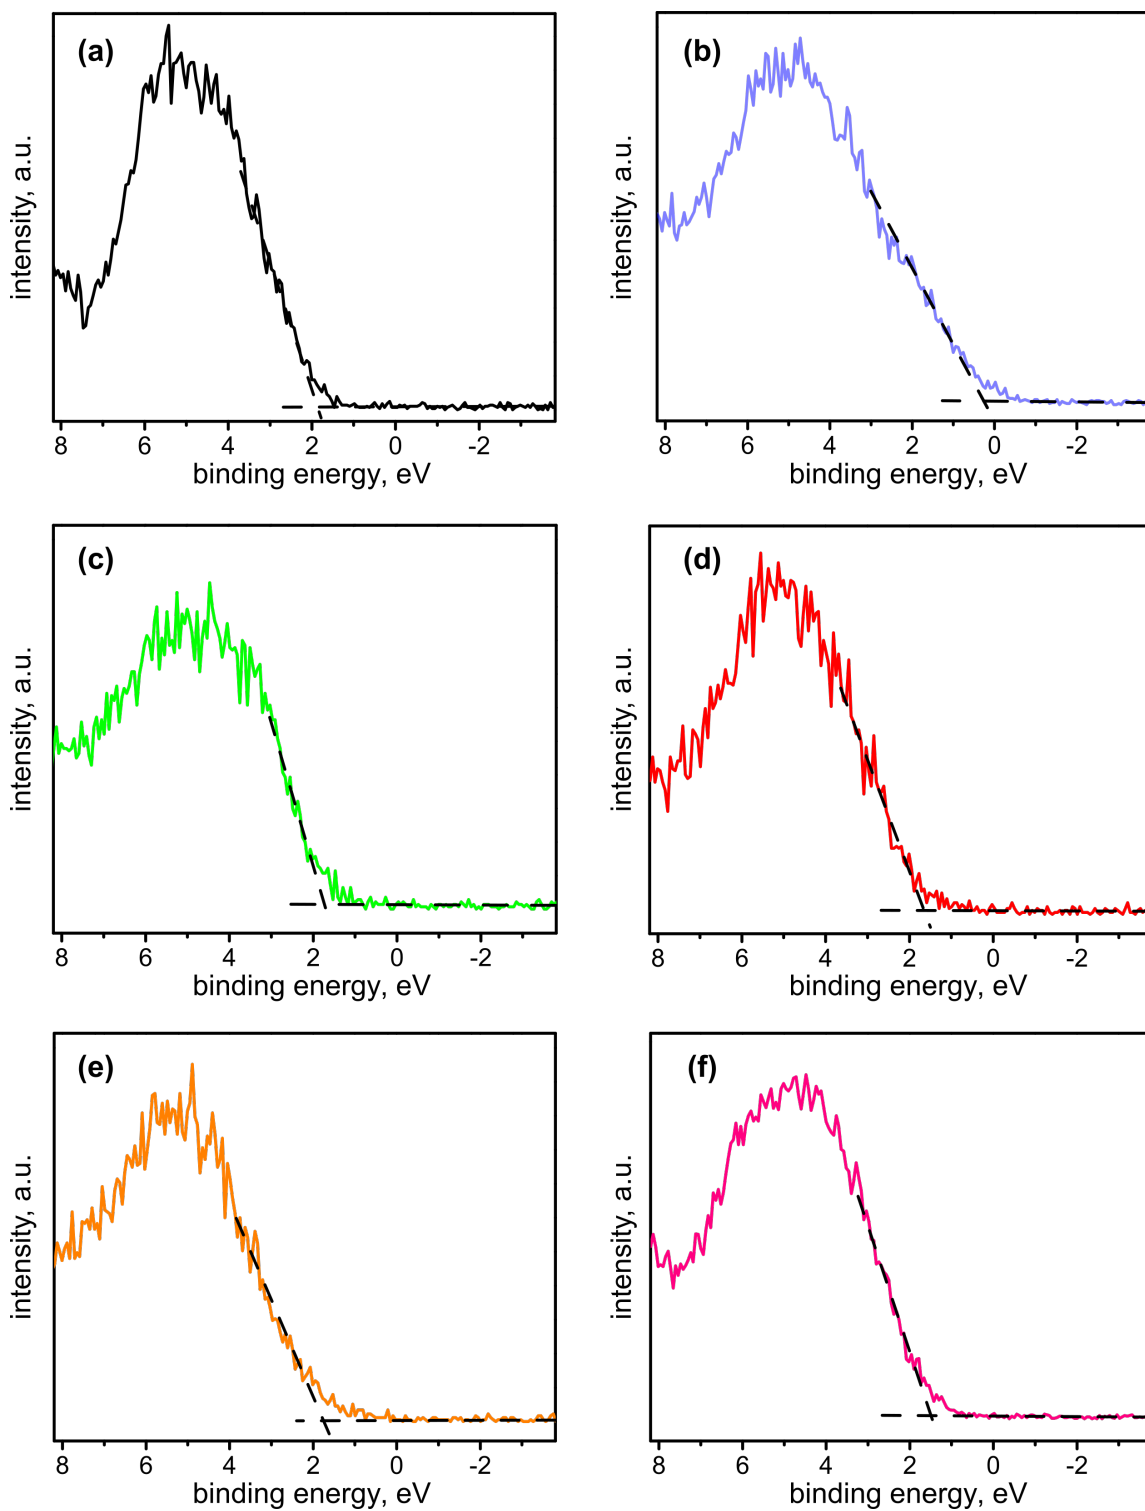 (a)
intensity, a.u.
8 6 4 2 0 -2
binding energy, eV
(b)
intensity, a.u.
8 6 4 2 0 -2
binding energy, eV
(c)
intensity, a.u.
8 6 4 2 0 -2
binding energy, eV
(d)
intensity, a.u.
8 6 4 2 0 -2
binding energy, eV
(e)
intensity, a.u.
8 6 4 2 0 -2
binding energy, eV
(f)
intensity, a.u.
8 6 4 2 0 -2
binding energy, eV